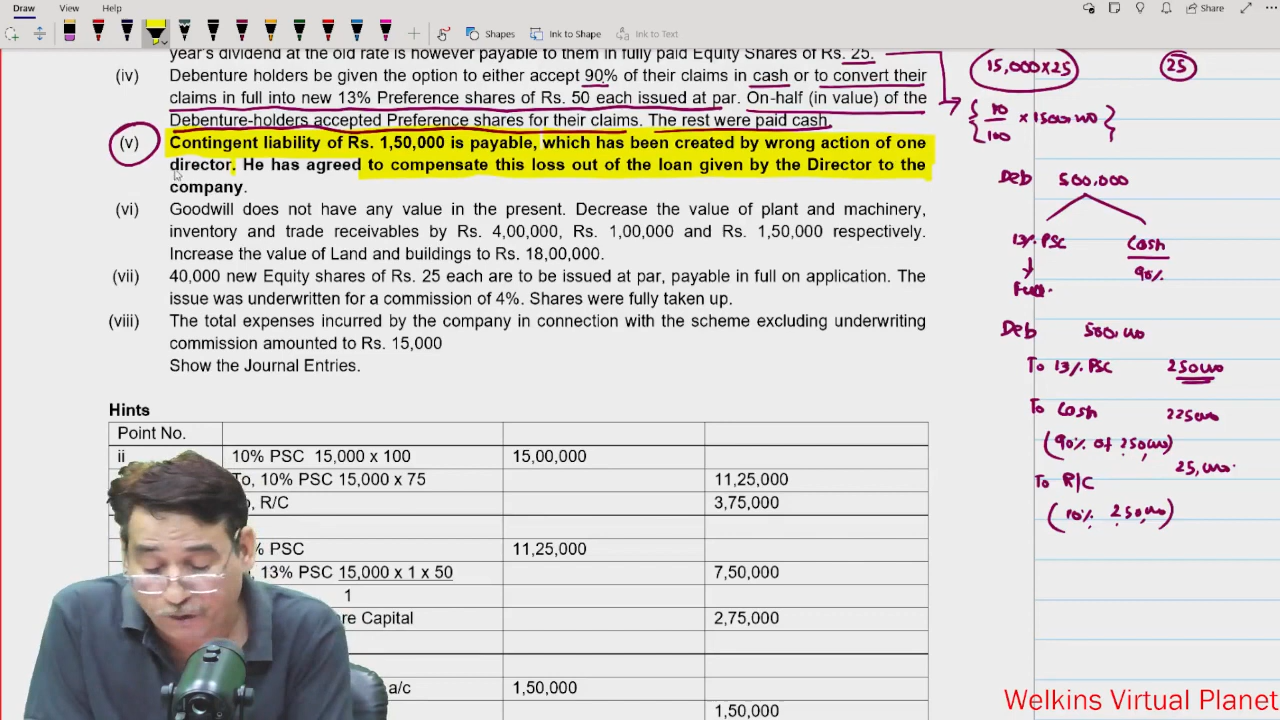 Draw View Help
Shapes Ink to Shape Ink to Text Share
year's dividend at the old rate is however payable to them in fully paid Equity Shares of Rs. 25.
(iv) Debenture holders be given the option to either accept 90% of their claims in cash or to convert their
claims in full into new 13% Preference shares of Rs. 50 each issued at par. On-half (in value) of the
Debenture-holders accepted Preference shares for their claims. The rest were paid cash.
(v) Contingent liability of Rs. 1,50,000 is payable, which has been created by wrong action of one
director. He has agreed to compensate this loss out of the loan given by the Director to the
company.
(vi) Goodwill does not have any value in the present. Decrease the value of plant and machinery,
inventory and trade receivables by Rs. 4,00,000, Rs. 1,00,000 and Rs. 1,50,000 respectively.
Increase the value of Land and buildings to Rs. 18,00,000.
(vii) 40,000 new Equity shares of Rs. 25 each are to be issued at par, payable in full on application. The
issue was underwritten for a commission of 4%. Shares were fully taken up.
(viii) The total expenses incurred by the company in connection with the scheme excluding underwriting
commission amounted to Rs. 15,000
Show the Journal Entries.
Hints
Point No.
ii 10% PSC 15,000 x 100 15,00,000
To, 10% PSC 15,000 x 75 11,25,000
, R/C 3,75,000
% PSC 11,25,000
, 13% PSC 15,000 x 1 x 50 7,50,000
1
re Capital 2,75,000
a/c 1,50,000
1,50,000
15,000x25 25
{ 10/100 x 1500,000 }
Deb 500,000
13% PSC Cash
Full 90%
Deb 500,000
To 13% PSC 250000
To Cash 225000
(90% of 250,000)
25,000
To R/C
(10% 250,000)
Welkins Virtual Planet